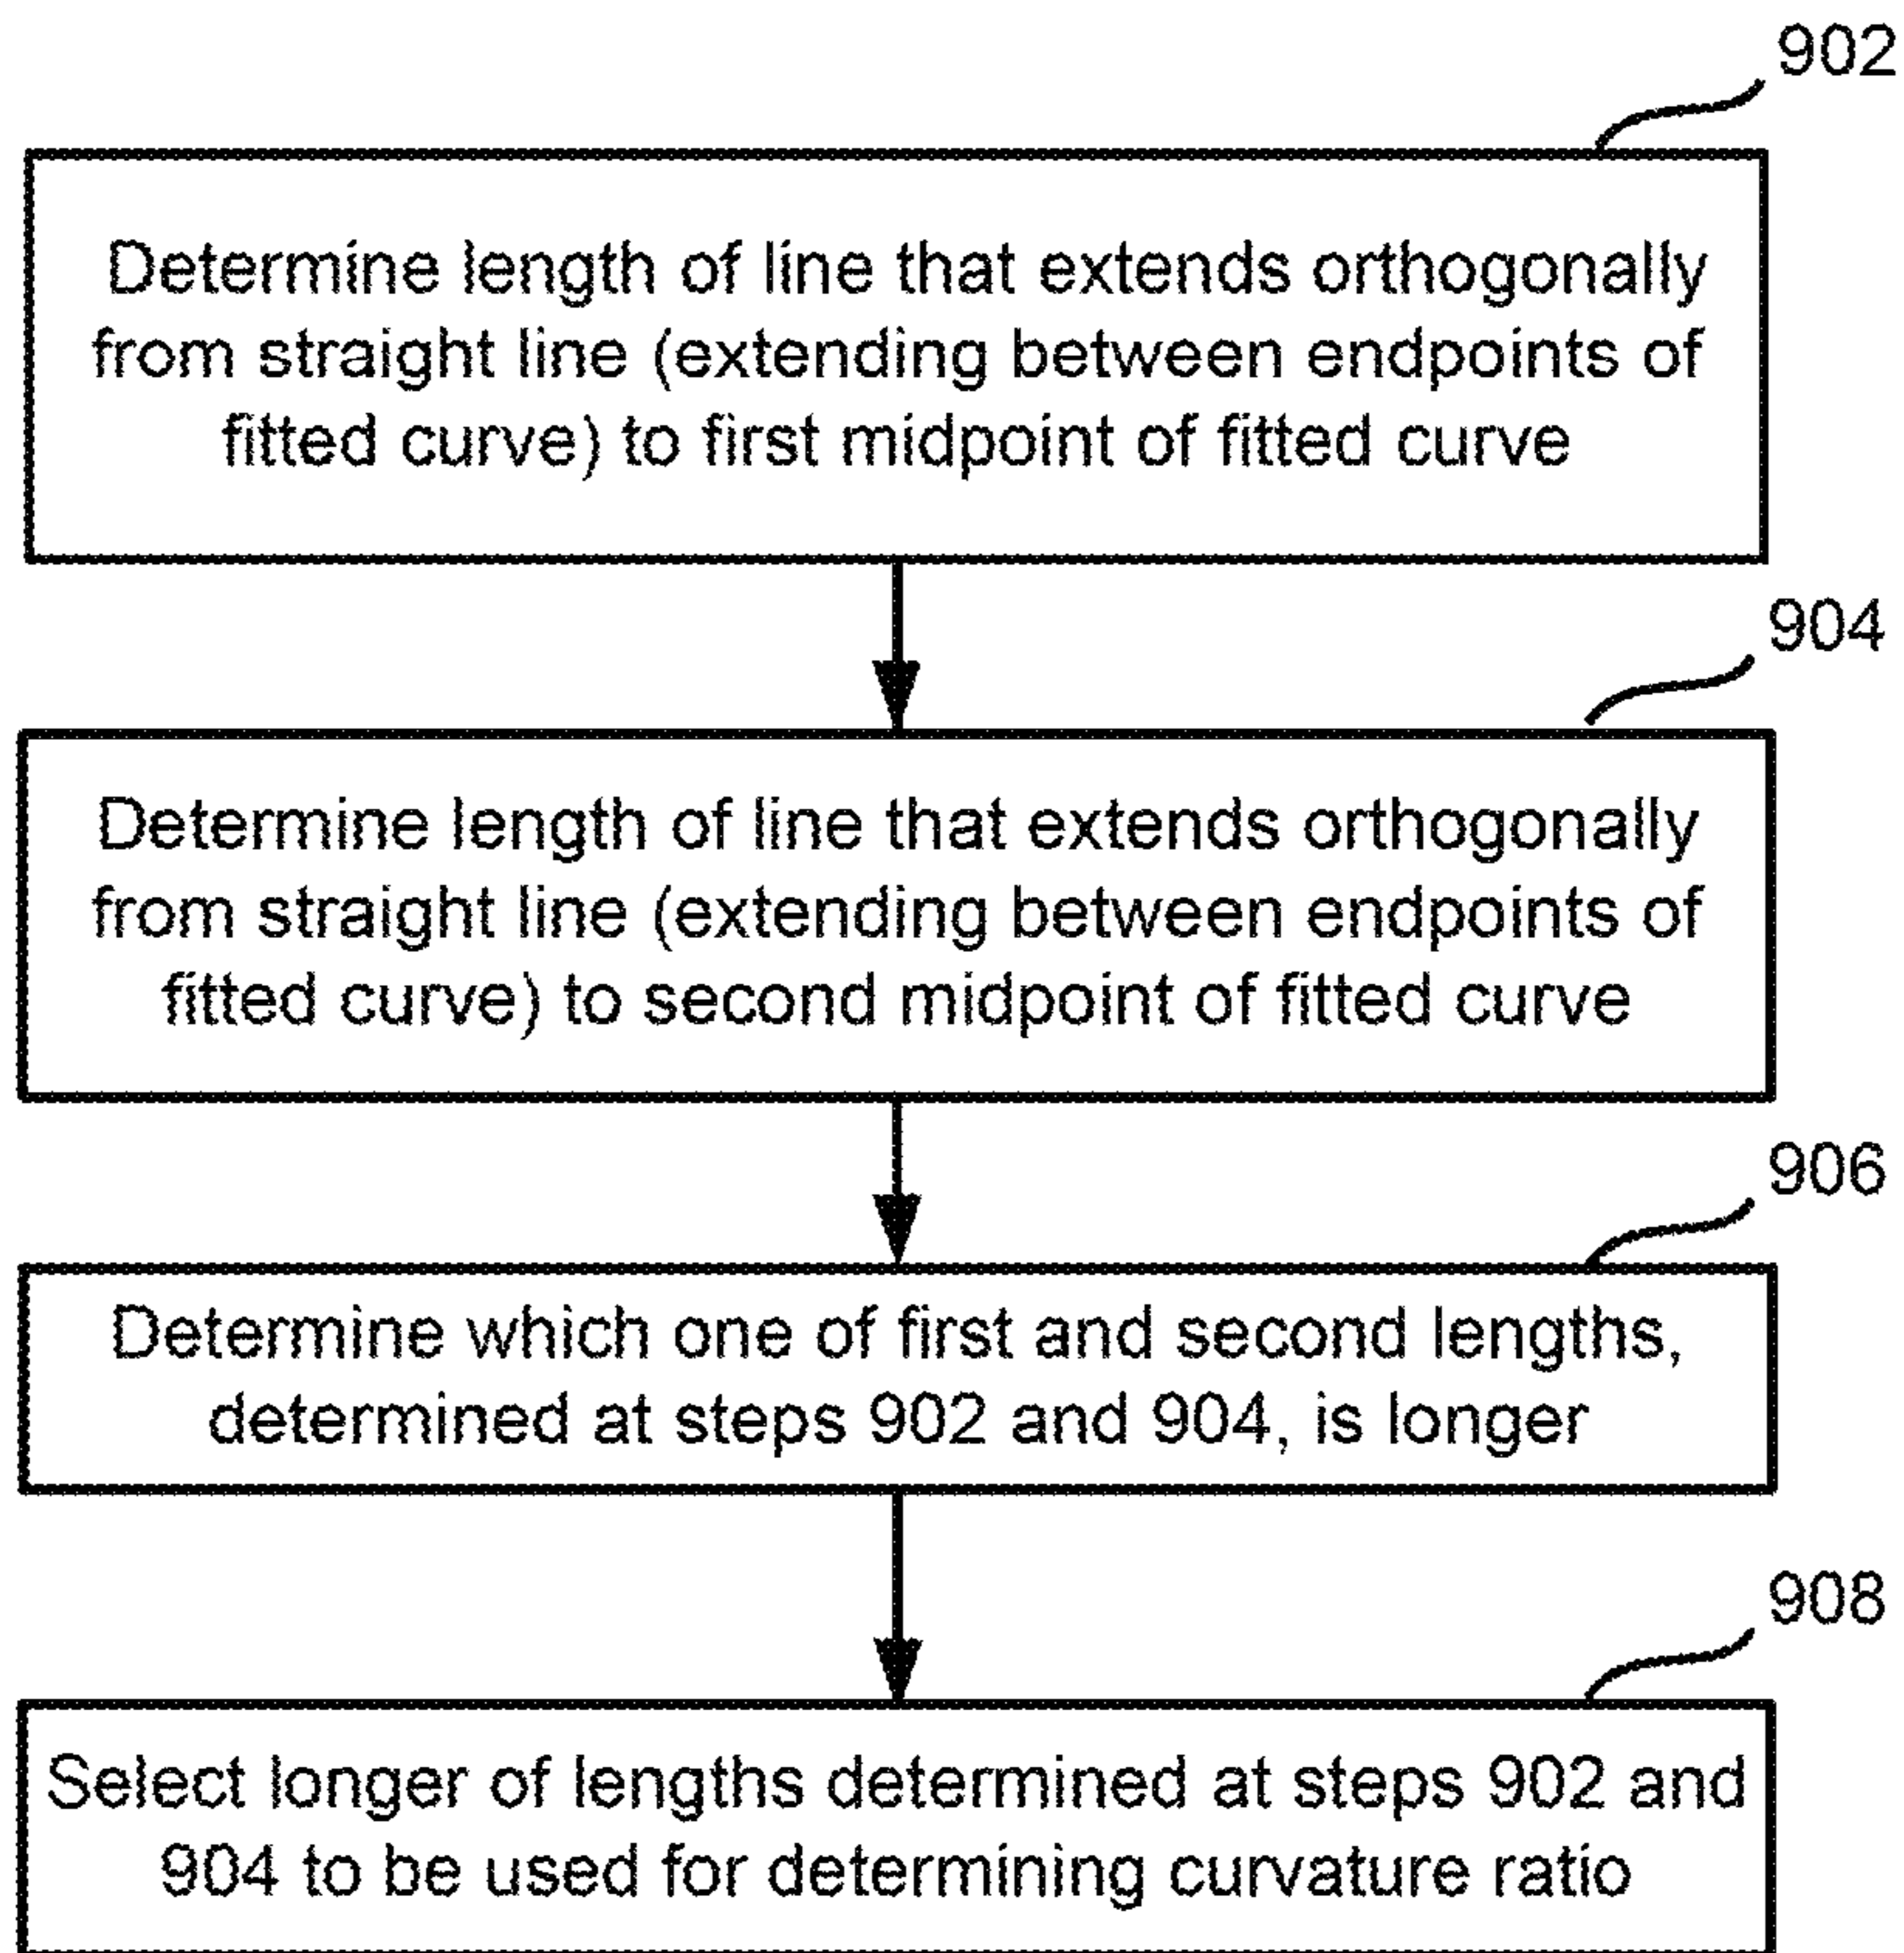 902
Determine length of line that extends orthogonally
from straight line (extending between endpoints of
fitted curve) to first midpoint of fitted curve
904
Determine length of line that extends orthogonally
from straight line (extending between endpoints of
fitted curve) to second midpoint of fitted curve
906
Determine which one of first and second lengths,
determined at steps 902 and 904, is longer
908
Select longer of lengths determined at steps 902 and
904 to be used for determining curvature ratio